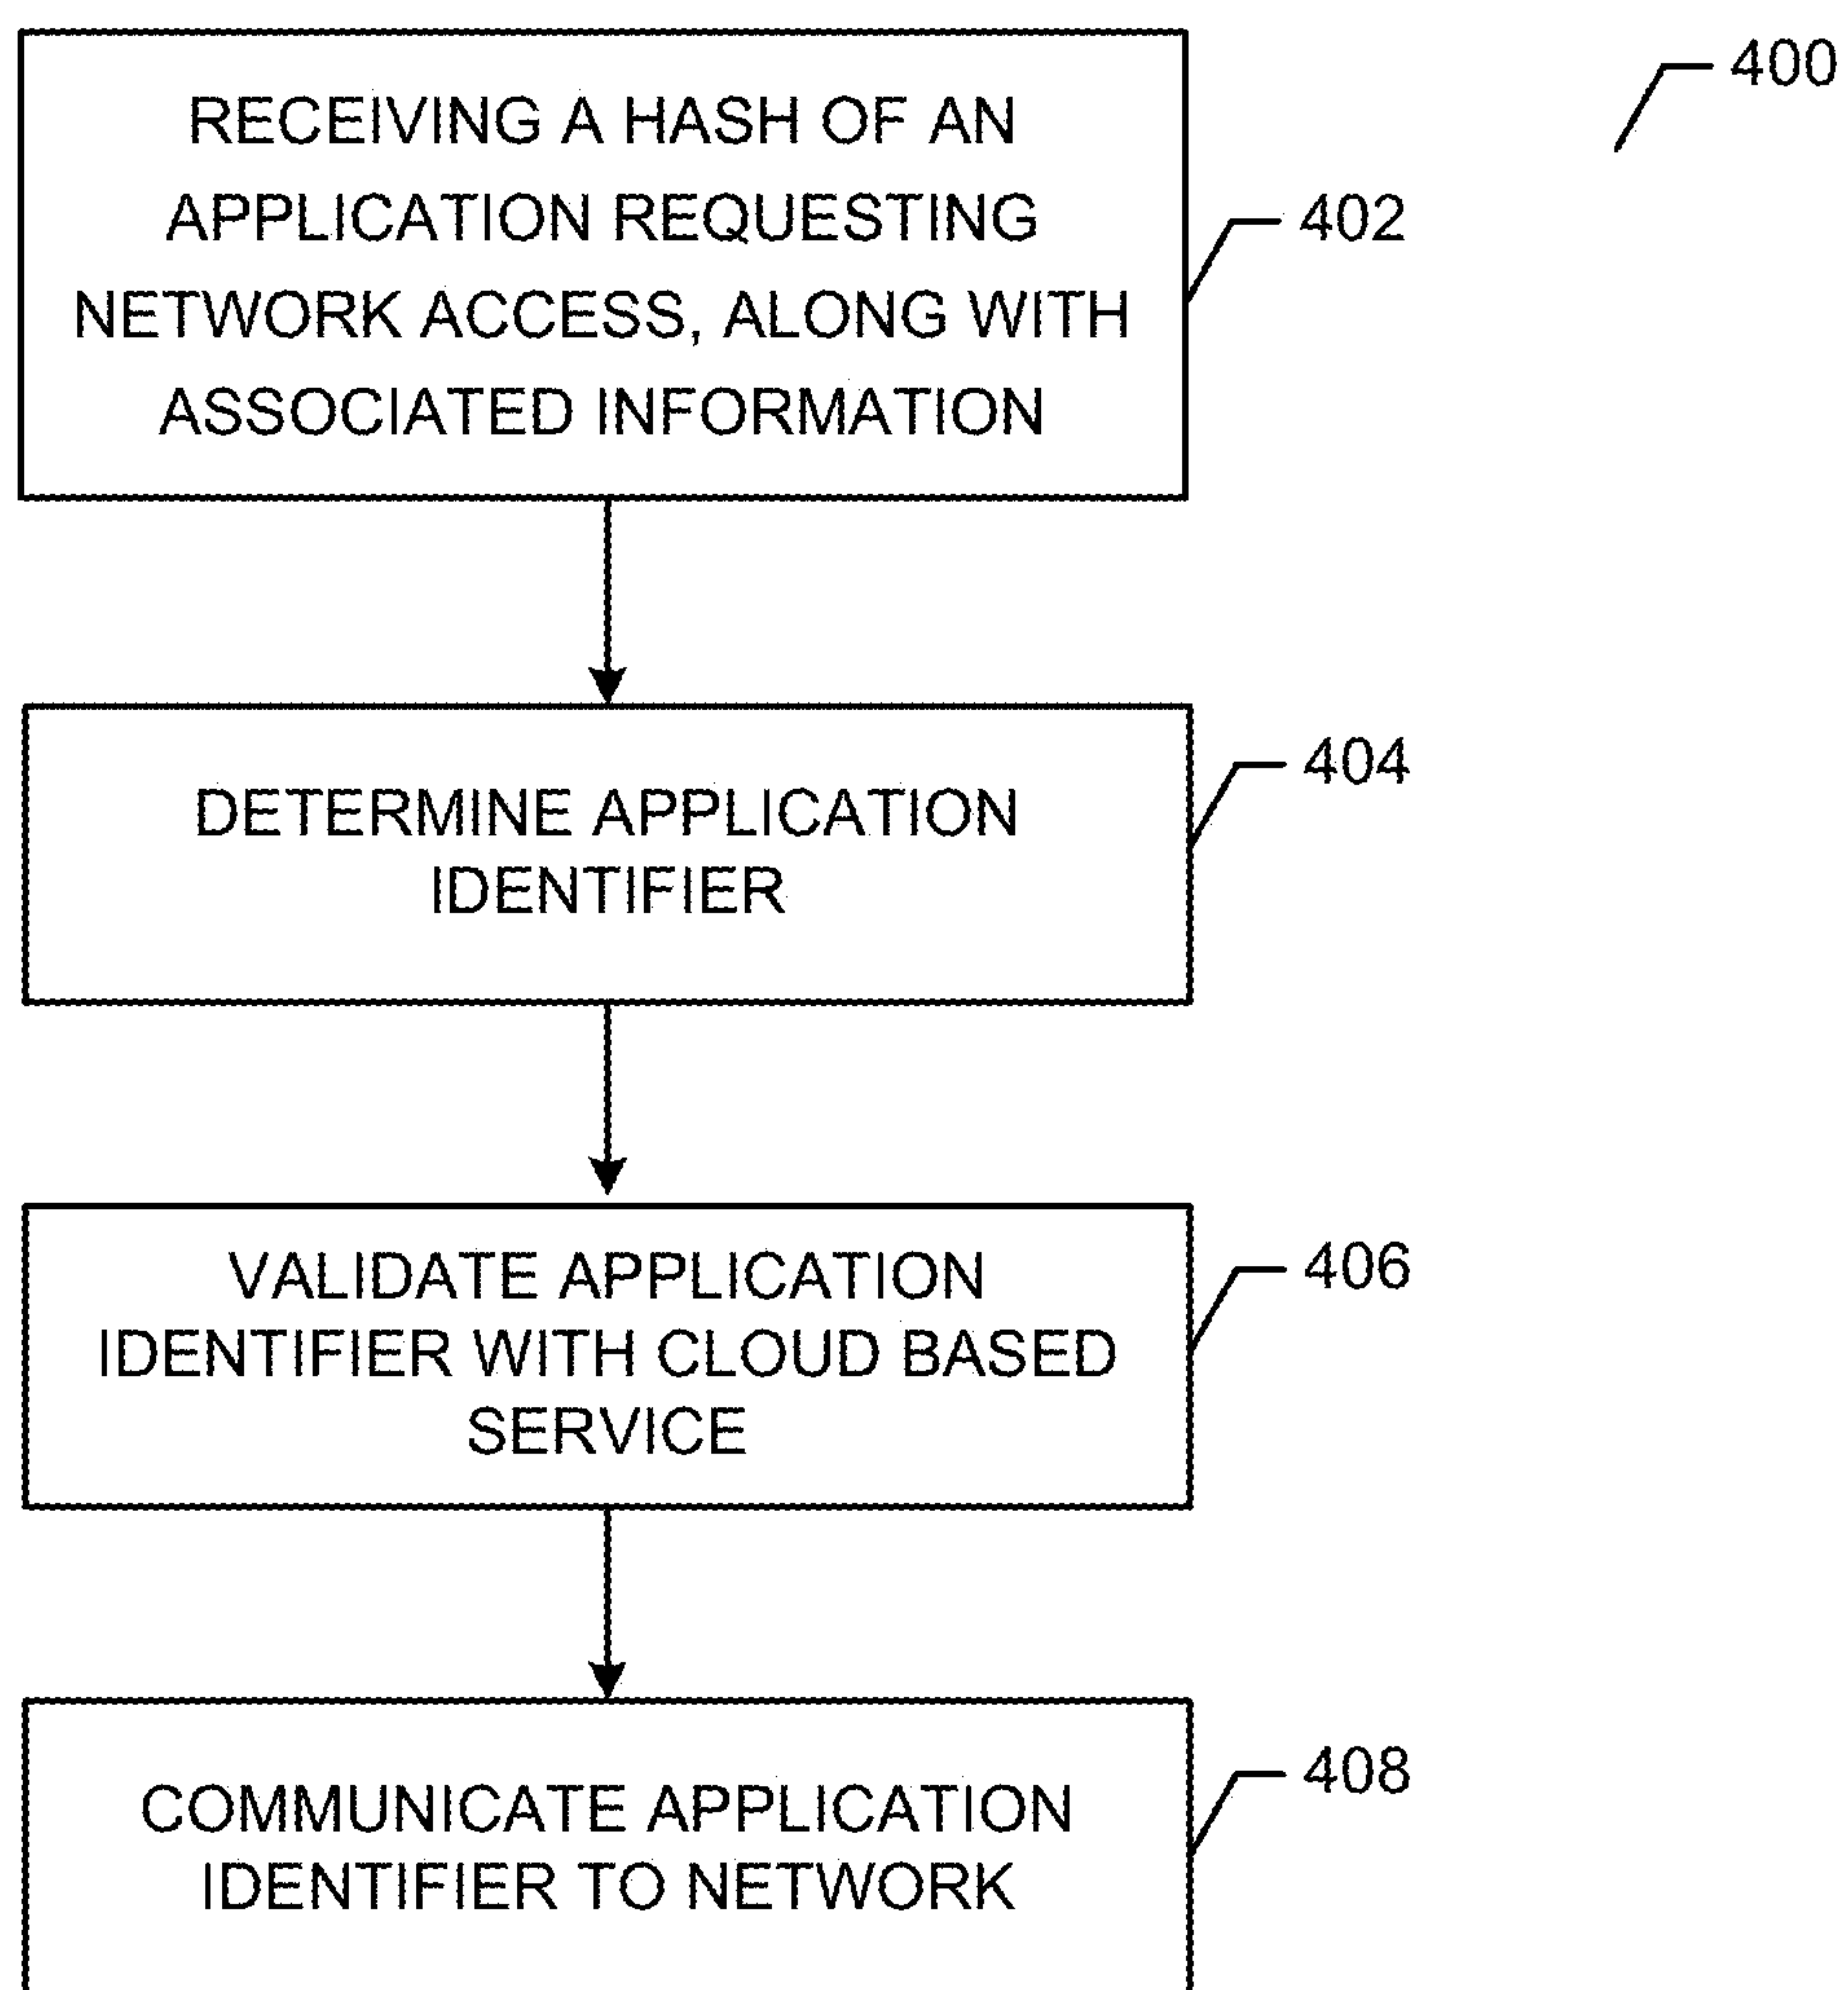 400
RECEIVING A HASH OF AN
APPLICATION REQUESTING
NETWORK ACCESS, ALONG WITH
ASSOCIATED INFORMATION
402
DETERMINE APPLICATION
IDENTIFIER
404
VALIDATE APPLICATION
IDENTIFIER WITH CLOUD BASED
SERVICE
406
COMMUNICATE APPLICATION
IDENTIFIER TO NETWORK
408